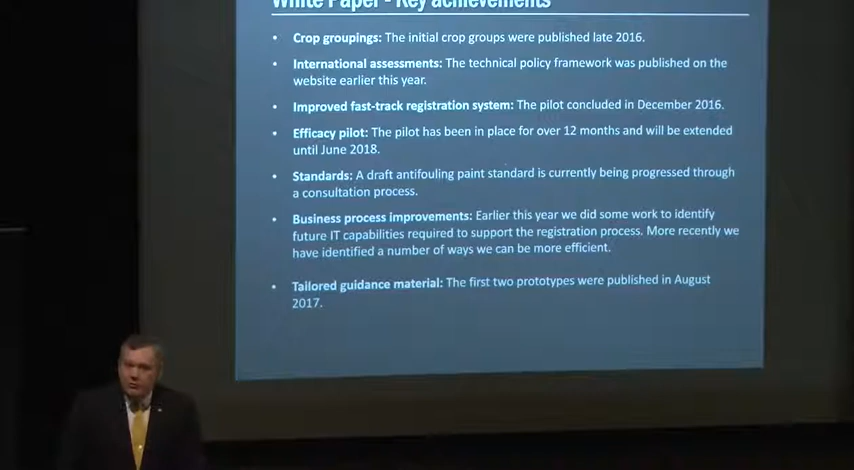 White Paper - Key achievements
• Crop groupings: The initial crop groups were published late 2016.
• International assessments: The technical policy framework was published on the
website earlier this year.
• Improved fast-track registration system: The pilot concluded in December 2016.
• Efficacy pilot: The pilot has been in place for over 12 months and will be extended
until June 2018.
• Standards: A draft antifouling paint standard is currently being progressed through
a consultation process.
• Business process improvements: Earlier this year we did some work to identify
future IT capabilities required to support the registration process. More recently we
have identified a number of ways we can be more efficient.
• Tailored guidance material: The first two prototypes were published in August
2017.